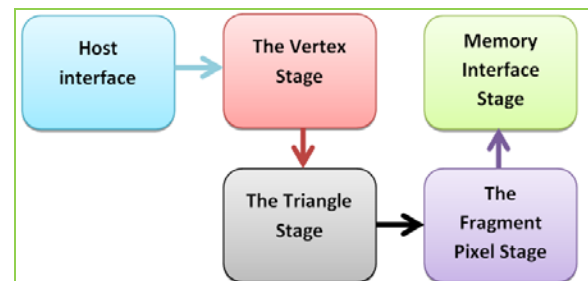 Host
interface
The Vertex
Stage
The Triangle
Stage
The
Fragment
Pixel Stage
Memory
Interface
Stage